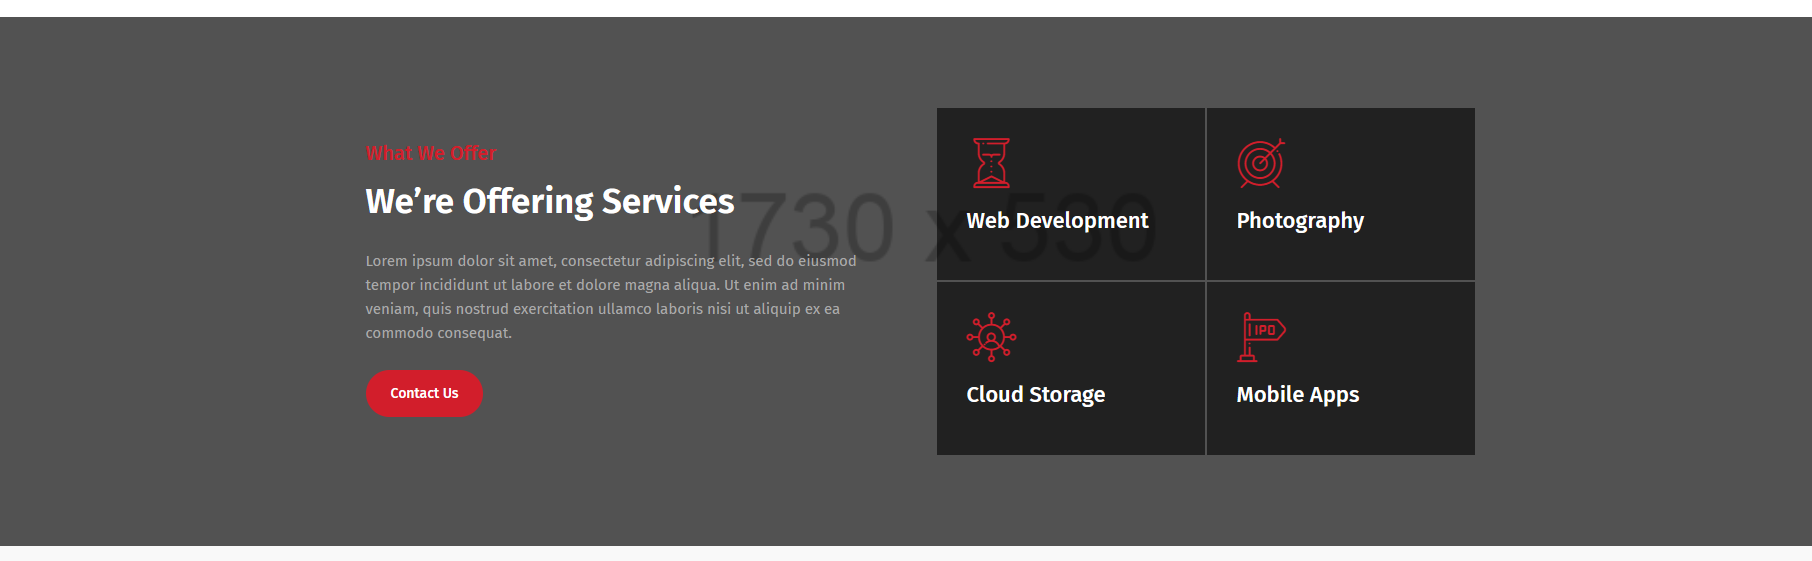 What We Offer
We’re Offering Services
Lorem ipsum dolor sit amet, consectetur adipiscing elit, sed do eiusmod
tempor incididunt ut labore et dolore magna aliqua. Ut enim ad minim
veniam, quis nostrud exercitation ullamco laboris nisi ut aliquip ex ea
commodo consequat.
Contact Us
1730 x 530
Web Development
Photography
Cloud Storage
IPO
Mobile Apps